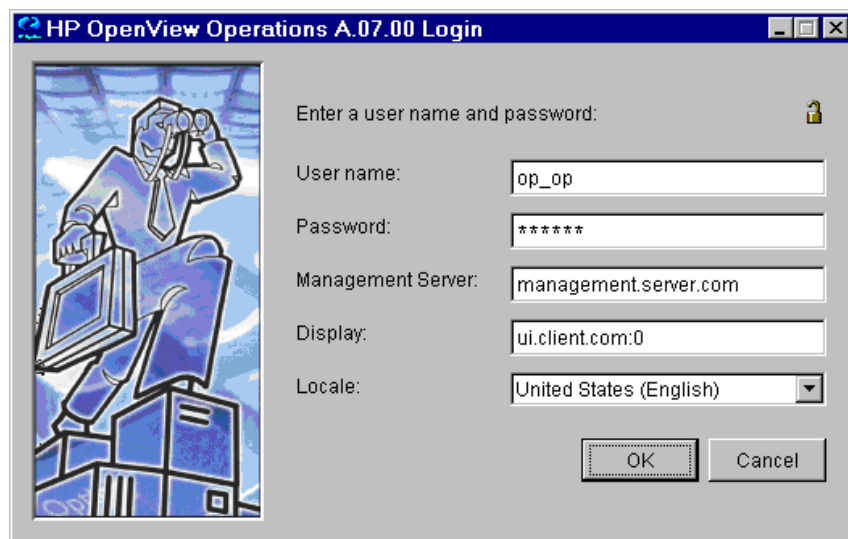 HP OpenView Operations A.07.00 Login
Enter a user name and password:
User name: op_op
Password: ******
Management Server: management.server.com
Display: ui.client.com:0
Locale: United States (English)
OK Cancel